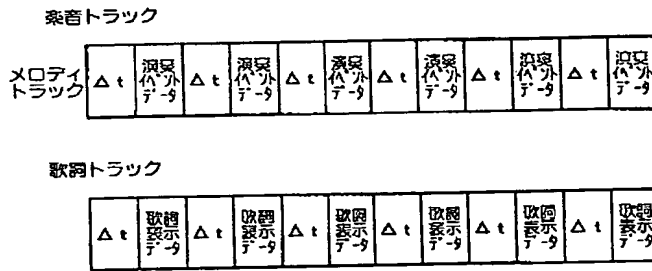 楽音トラック
メロディトラック
Δt 演奏イベントデータ Δt 演奏イベントデータ Δt 演奏イベントデータ Δt 演奏イベントデータ Δt 演奏イベントデータ Δt 演奏イベントデータ
歌詞トラック
Δt 歌詞表示データ Δt 歌詞表示データ Δt 歌詞表示データ Δt 歌詞表示データ Δt 歌詞表示データ Δt 歌詞表示データ